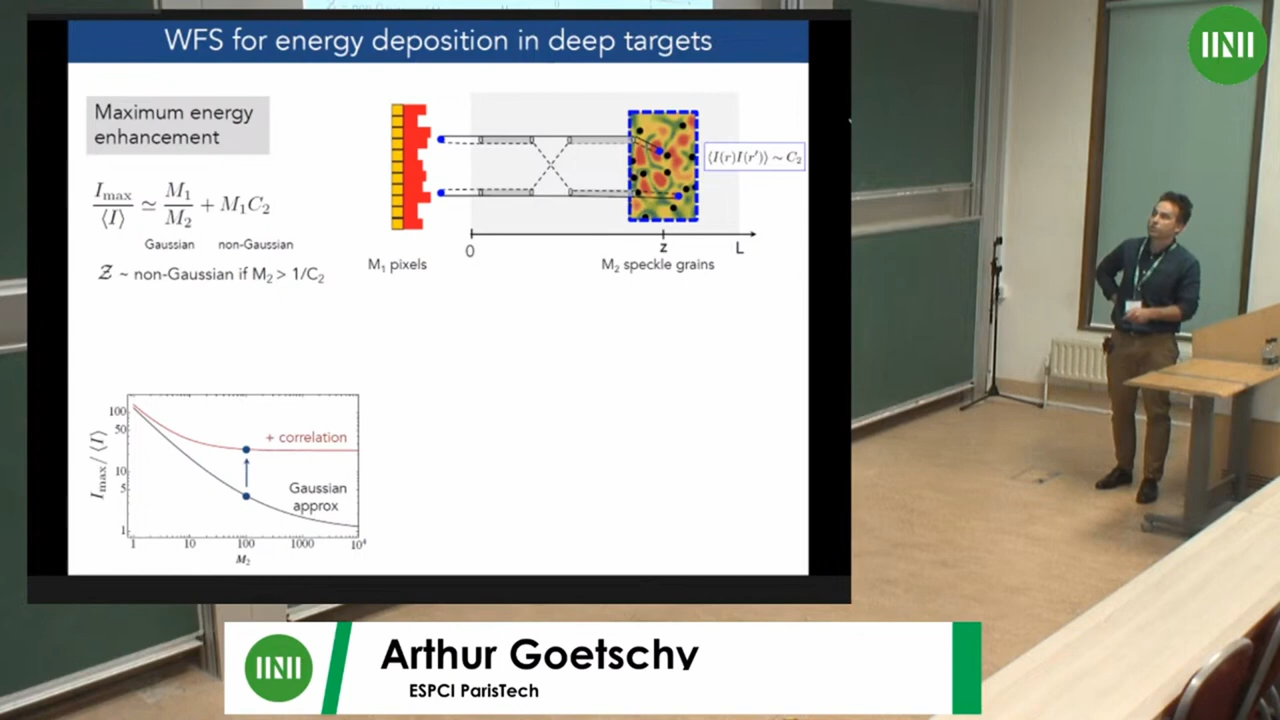 WFS for energy deposition in deep targets
Maximum energy
enhancement
I_max / ⟨I⟩ ≃ M₁ / M₂ + M₁C₂
Gaussian non-Gaussian
𝒵 ~ non-Gaussian if M₂ > 1/C₂
⟨I(r)I(r')⟩ ~ C₂
0 z L
M₁ pixels M₂ speckle grains
I_max / ⟨I⟩
100
50
10
5
1
+ correlation
Gaussian
approx
1 10 100 1000 10⁴
M₂
Arthur Goetschy
ESPCI ParisTech